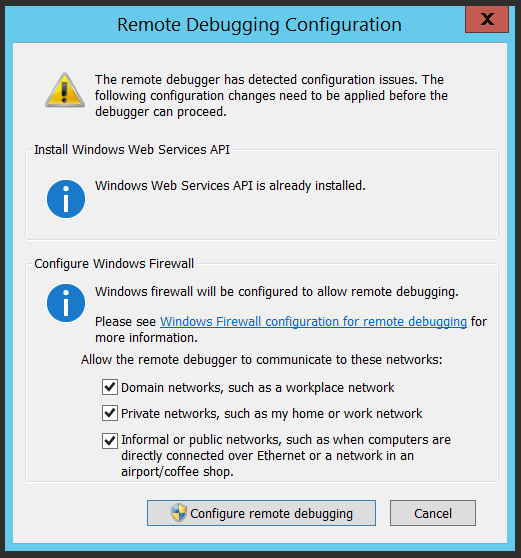 Remote Debugging Configuration
X
The remote debugger has detected configuration issues. The
following configuration changes need to be applied before the
debugger can proceed.
Install Windows Web Services API
Windows Web Services API is already installed.
Configure Windows Firewall
Windows firewall will be configured to allow remote debugging.
Please see Windows Firewall configuration for remote debugging for
more information.
Allow the remote debugger to communicate to these networks:
Domain networks, such as a workplace network
Private networks, such as my home or work network
Informal or public networks, such as when computers are
directly connected over Ethernet or a network in an
airport/coffee shop.
Configure remote debugging
Cancel